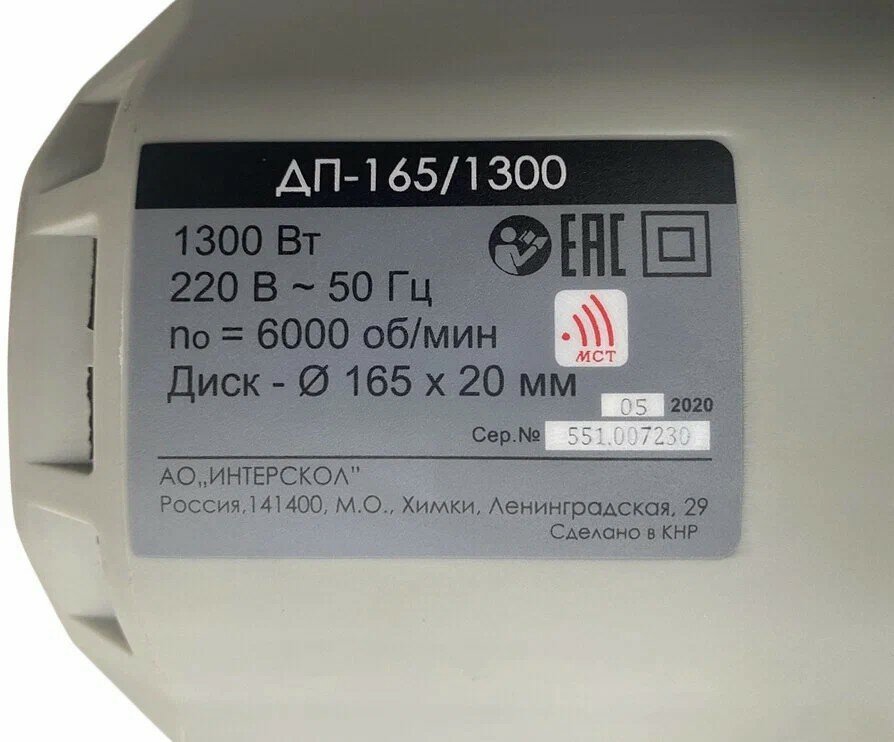 ДП-165/1300
1300 Вт
EAC
220 В ~ 50 Гц
no = 6000 об/мин
МСТ
Диск - Ø 165 x 20 мм
05 2020
Сер.№ 551.007230
АО„ИНТЕРСКОЛ"
Россия,141400, М.О., Химки, Ленинградская, 29
Сделано в КНР